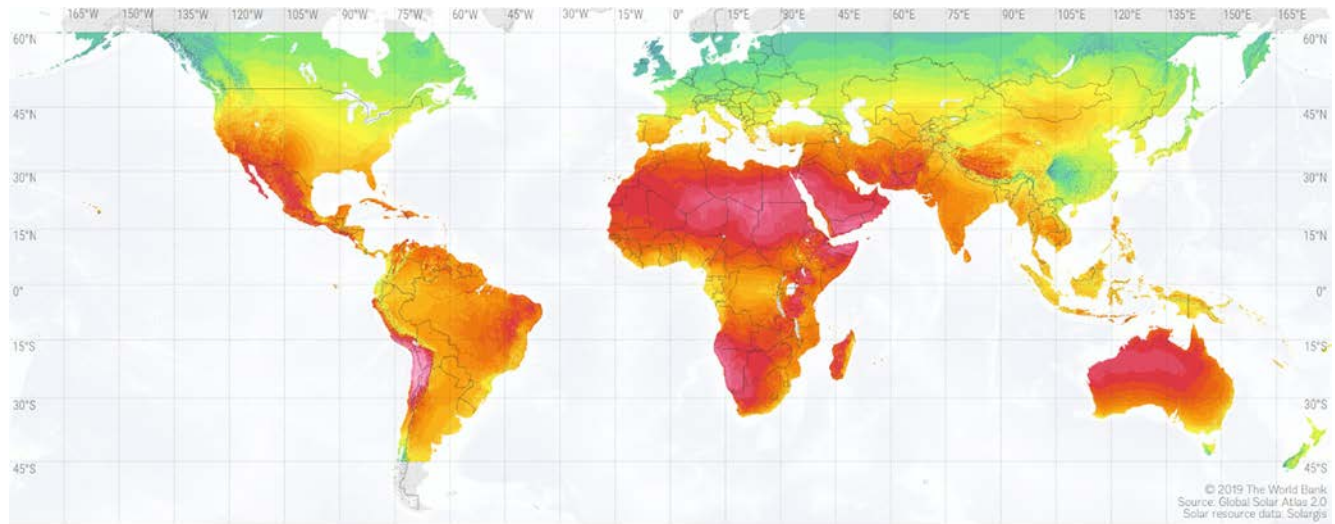 165°W 150°W 135°W 120°W 105°W 90°W 75°W 60°W 45°W 30°W 15°W 0° 15°E 30°E 45°E 60°E 75°E 90°E 105°E 120°E 135°E 150°E 165°E
60°N 60°N
45°N 45°N
30°N 30°N
15°N 15°N
0° 0°
15°S 15°S
30°S 30°S
45°S 45°S
© 2019 The World Bank
Source: Global Solar Atlas 2.0
Solar resource data: Solargis